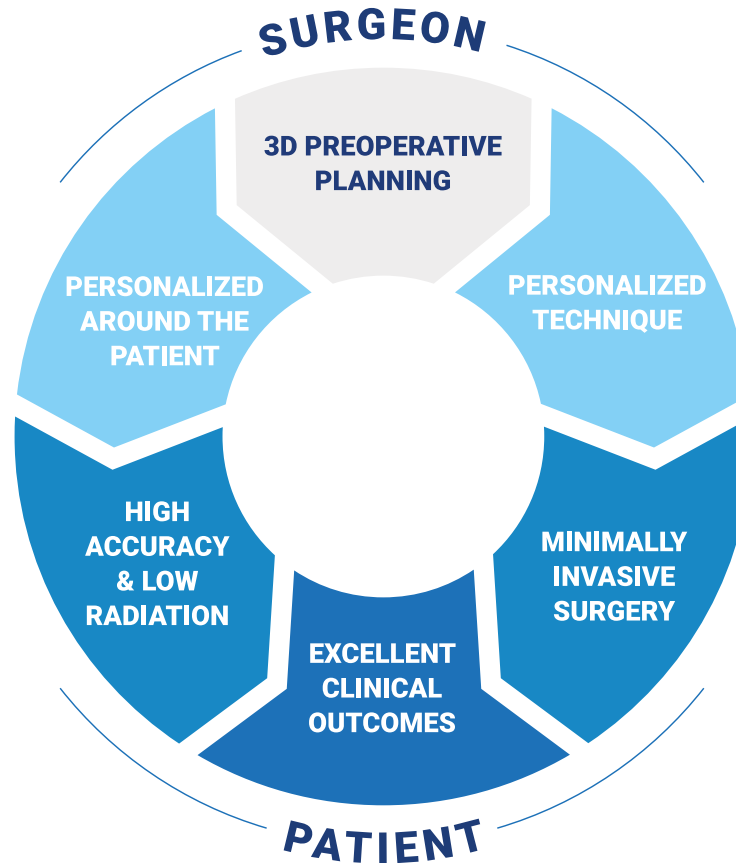 SURGEON
3D PREOPERATIVE
PLANNING
PERSONALIZED
AROUND THE
PATIENT
PERSONALIZED
TECHNIQUE
HIGH
ACCURACY
& LOW
RADIATION
MINIMALLY
INVASIVE
SURGERY
EXCELLENT
CLINICAL
OUTCOMES
PATIENT